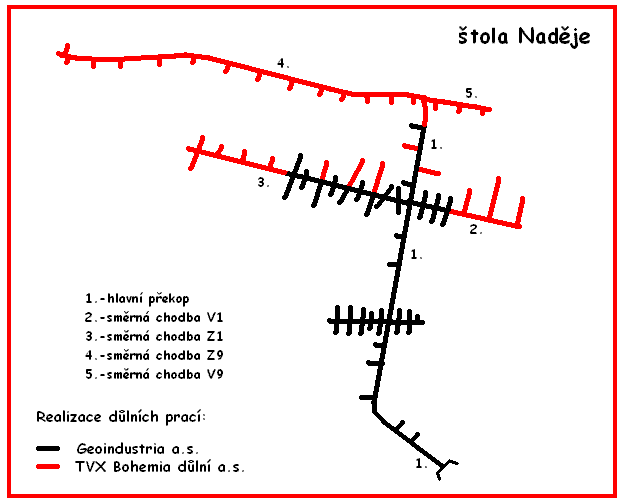 štola Naděje
4.
5.
1.
3.
2.
1.
1.-hlavní překop
2.-směrná chodba V1
3.-směrná chodba Z1
4.-směrná chodba Z9
5.-směrná chodba V9
Realizace důlních prací:
Geoindustria a.s.
TVX Bohemia důlní a.s.
1.